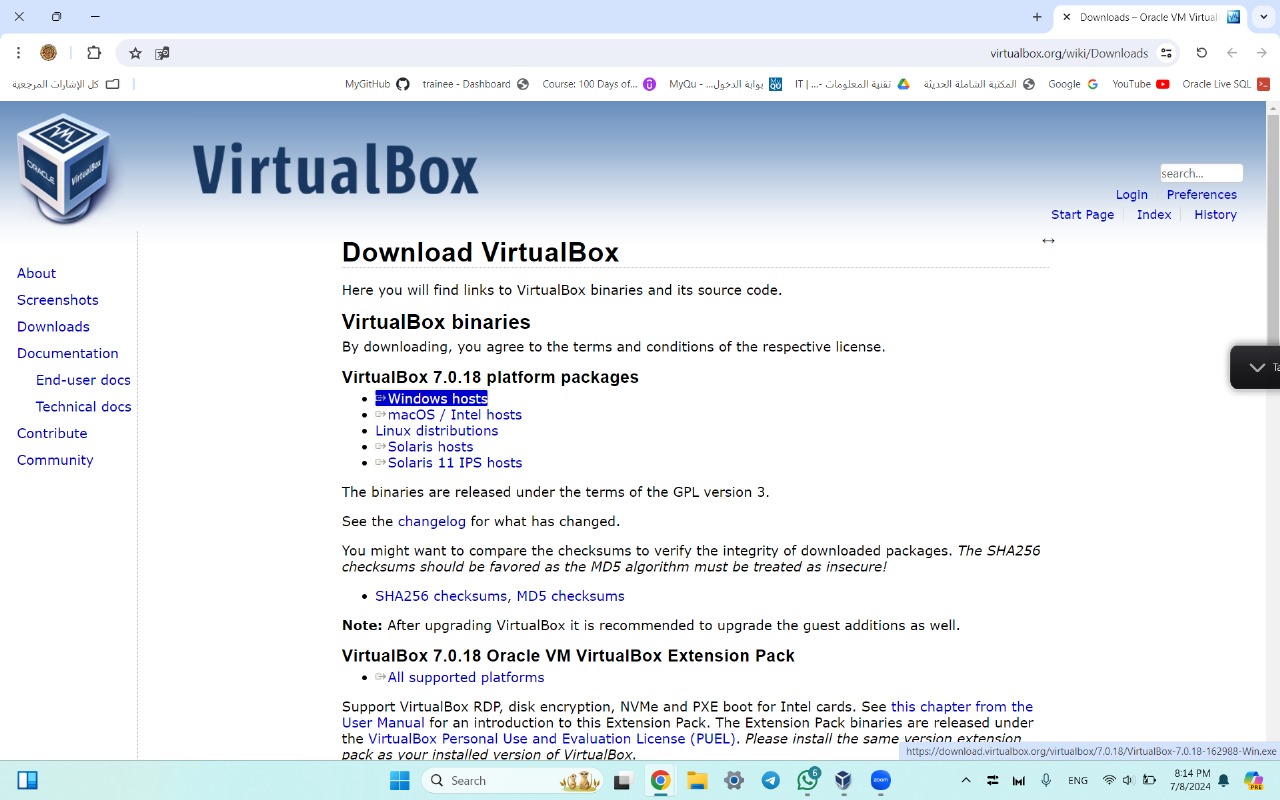 Downloads – Oracle VM Virtual
virtualbox.org/wiki/Downloads
كل الإشارات المرجعية
MyGitHub
trainee - Dashboard
Course: 100 Days of...
MyQu - بوابة الدخول...
IT | تقنية المعلومات -...
المكتبة الشاملة الحديثة
Google
YouTube
Oracle Live SQL
ORACLE
VirtualBox
VirtualBox
search...
Login Preferences
Start Page Index History
About
Screenshots
Downloads
Documentation
End-user docs
Technical docs
Contribute
Community
Download VirtualBox
Here you will find links to VirtualBox binaries and its source code.
VirtualBox binaries
By downloading, you agree to the terms and conditions of the respective license.
VirtualBox 7.0.18 platform packages
Windows hosts
macOS / Intel hosts
Linux distributions
Solaris hosts
Solaris 11 IPS hosts
The binaries are released under the terms of the GPL version 3.
See the changelog for what has changed.
You might want to compare the checksums to verify the integrity of downloaded packages. The SHA256
checksums should be favored as the MD5 algorithm must be treated as insecure!
SHA256 checksums, MD5 checksums
Note: After upgrading VirtualBox it is recommended to upgrade the guest additions as well.
VirtualBox 7.0.18 Oracle VM VirtualBox Extension Pack
All supported platforms
Support VirtualBox RDP, disk encryption, NVMe and PXE boot for Intel cards. See this chapter from the
User Manual for an introduction to this Extension Pack. The Extension Pack binaries are released under
the VirtualBox Personal Use and Evaluation License (PUEL). Please install the same version extension
pack as your installed version of VirtualBox.
https://download.virtualbox.org/virtualbox/7.0.18/VirtualBox-7.0.18-162988-Win.exe
Search
6
zoom
ENG
8:14 PM
7/8/2024
PRE